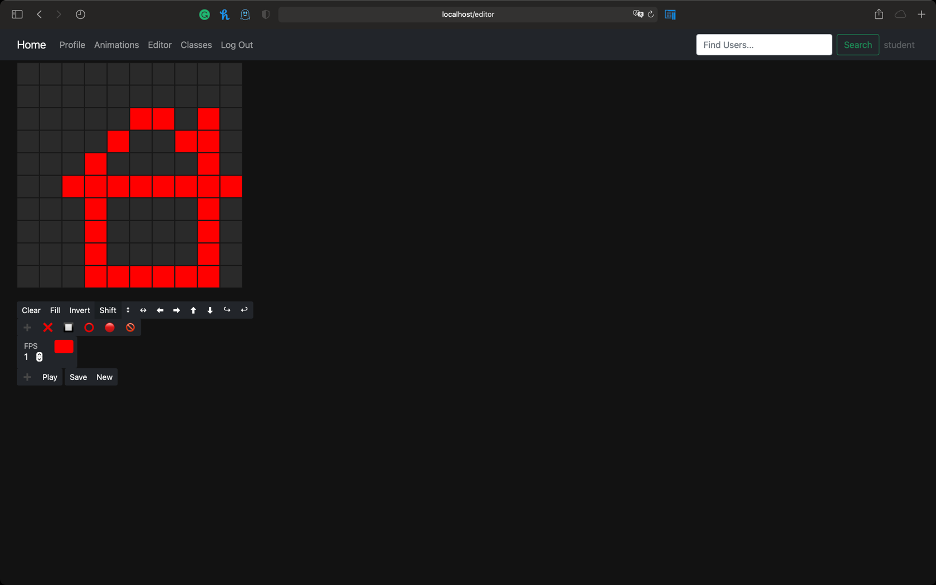 localhost/editor
Home Profile Animations Editor Classes Log Out Find Users... Search student
Clear Fill Invert Shift
FPS
1
Play Save New